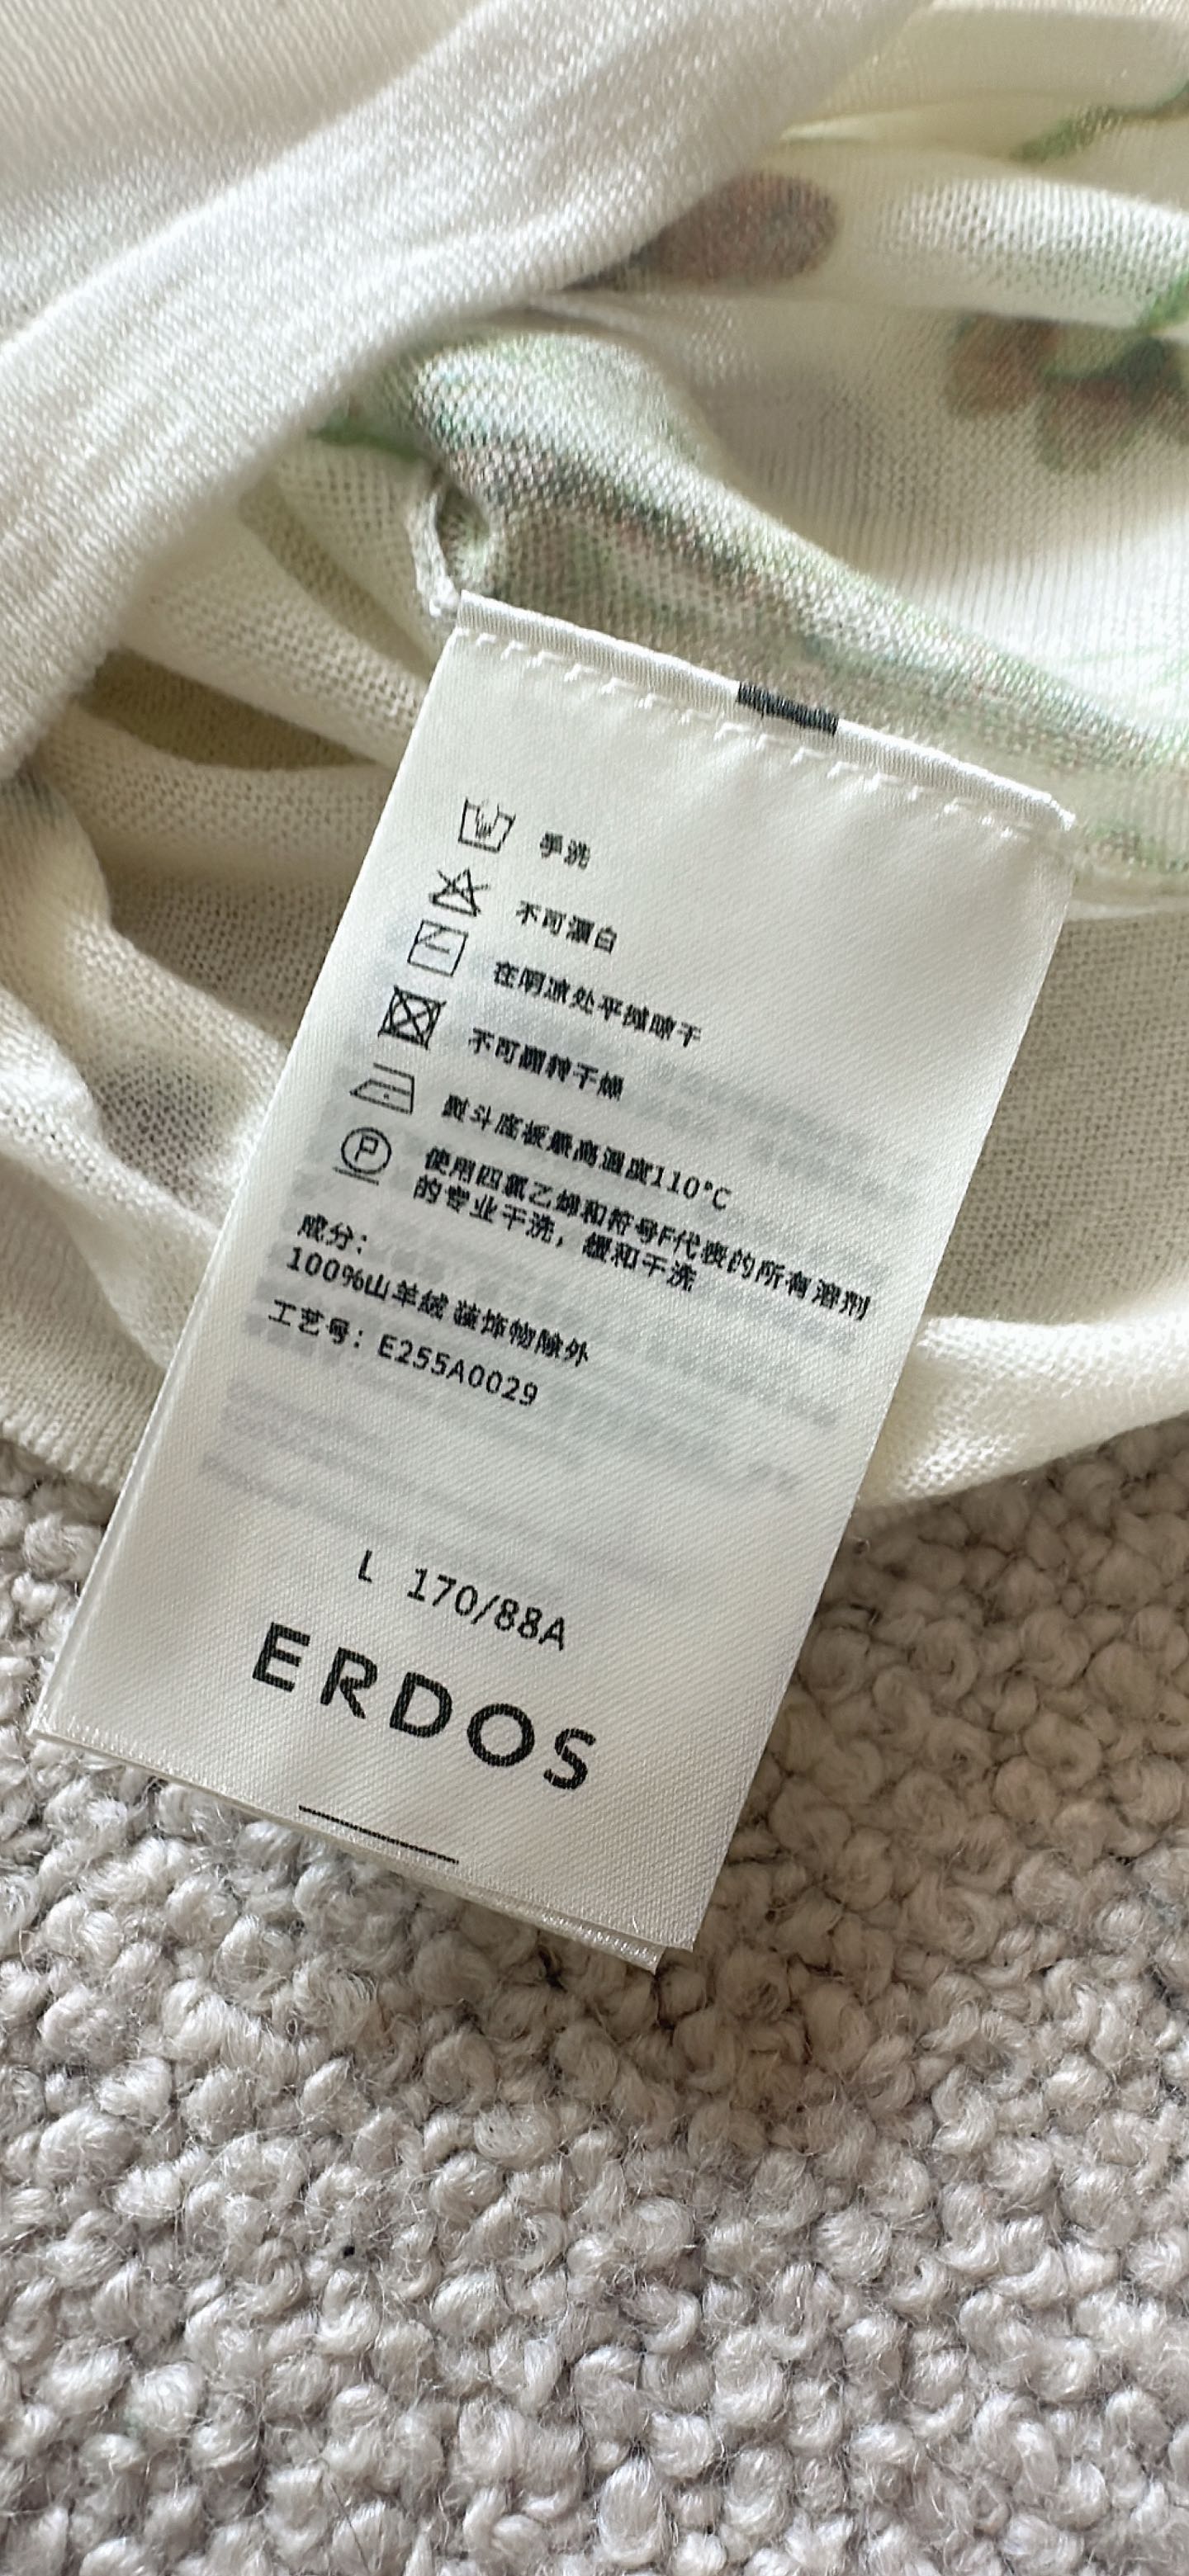 手洗
不可漂白
在阴凉处平摊晾干
不可翻转干燥
熨斗底板最高温度110°C
使用四氯乙烯和符号F代表的所有溶剂
的专业干洗，缓和干洗
P
成分：
100%山羊绒 装饰物除外
工艺号：E255A0029
L 170/88A
ERDOS